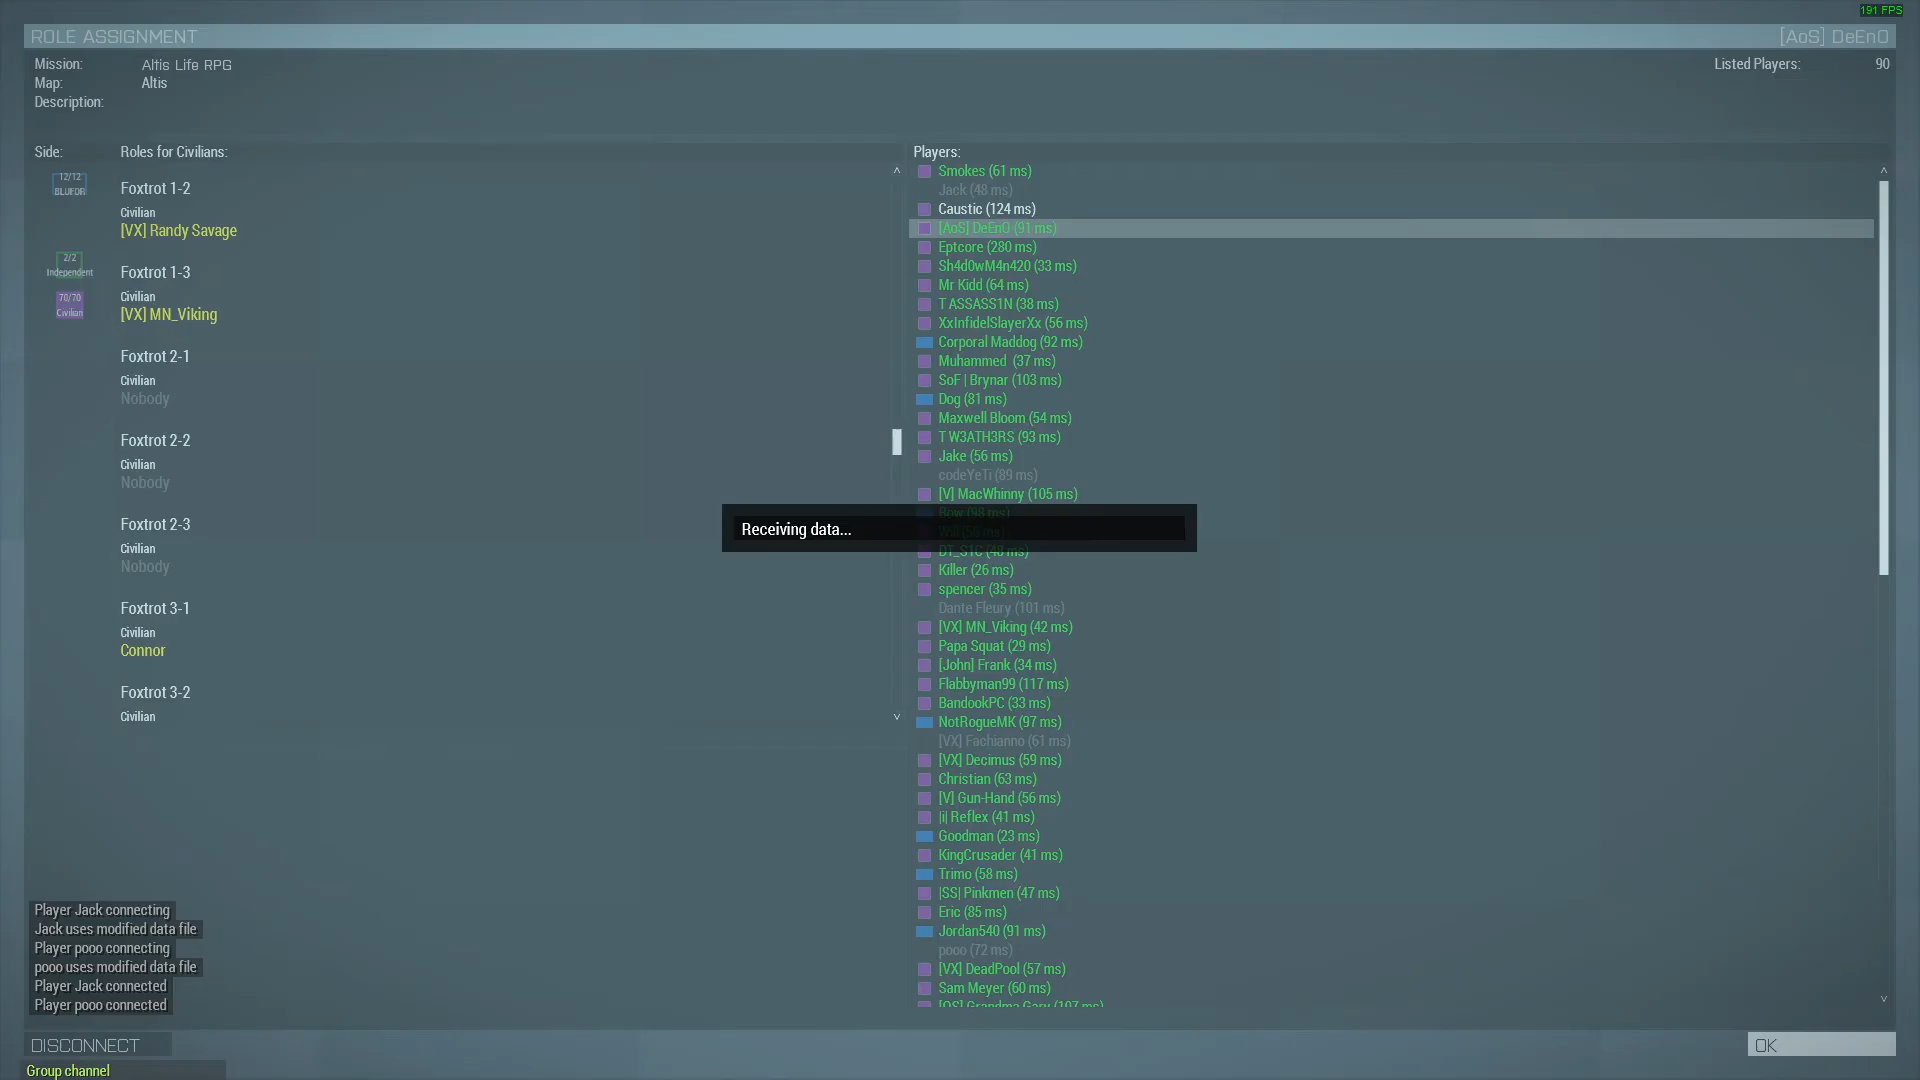 191 FPS
ROLE ASSIGNMENT
[AoS] DeEnO
Mission: Altis Life RPG
Listed Players: 90
Map: Altis
Description:
Side:
Roles for Civilians:
Players:
12/12
BLUFOR
2/2
Independent
70/70
Civilian
Foxtrot 1-2
Civilian
[VX] Randy Savage
Foxtrot 1-3
Civilian
[VX] MN_Viking
Foxtrot 2-1
Civilian
Nobody
Foxtrot 2-2
Civilian
Nobody
Foxtrot 2-3
Civilian
Nobody
Foxtrot 3-1
Civilian
Connor
Foxtrot 3-2
Civilian
Smokes (61 ms)
Jack (48 ms)
Caustic (124 ms)
[AoS] DeEnO (91 ms)
Eptcore (280 ms)
Sh4d0wM4n420 (33 ms)
Mr Kidd (64 ms)
T ASSASS1N (38 ms)
XxInfidelSlayerXx (56 ms)
Corporal Maddog (92 ms)
Muhammed (37 ms)
SoF | Brynar (103 ms)
Dog (81 ms)
Maxwell Bloom (54 ms)
T W3ATH3RS (93 ms)
Jake (56 ms)
codeYeTi (89 ms)
[V] MacWhinny (105 ms)
Bow (98 ms)
Receiving data...
DT_S1C (48 ms)
Killer (26 ms)
spencer (35 ms)
Dante Fleury (101 ms)
[VX] MN_Viking (42 ms)
Papa Squat (29 ms)
[John] Frank (34 ms)
Flabbyman99 (117 ms)
BandookPC (33 ms)
NotRogueMK (97 ms)
[VX] Fachianno (61 ms)
[VX] Decimus (59 ms)
Christian (63 ms)
[V] Gun-Hand (56 ms)
|i| Reflex (41 ms)
Goodman (23 ms)
KingCrusader (41 ms)
Trimo (58 ms)
|SS| Pinkmen (47 ms)
Eric (85 ms)
Jordan540 (91 ms)
pooo (72 ms)
[VX] DeadPool (57 ms)
Sam Meyer (60 ms)
[OS] Grandma Gary (107 ms)
Player Jack connecting
Jack uses modified data file
Player pooo connecting
pooo uses modified data file
Player Jack connected
Player pooo connected
DISCONNECT
OK
Group channel